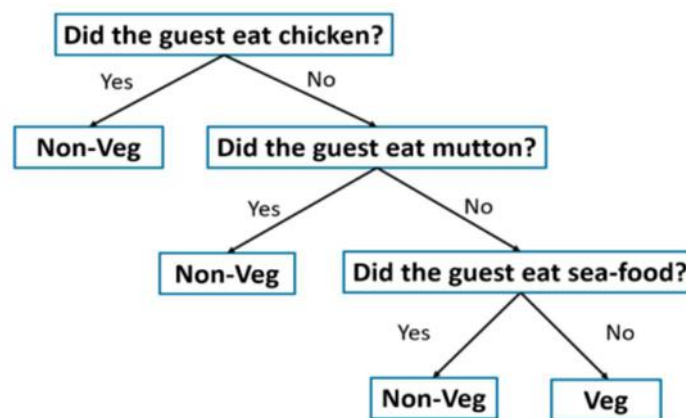 Did the guest eat chicken?
Yes
No
Non-Veg
Did the guest eat mutton?
Yes
No
Non-Veg
Did the guest eat sea-food?
Yes
No
Non-Veg
Veg